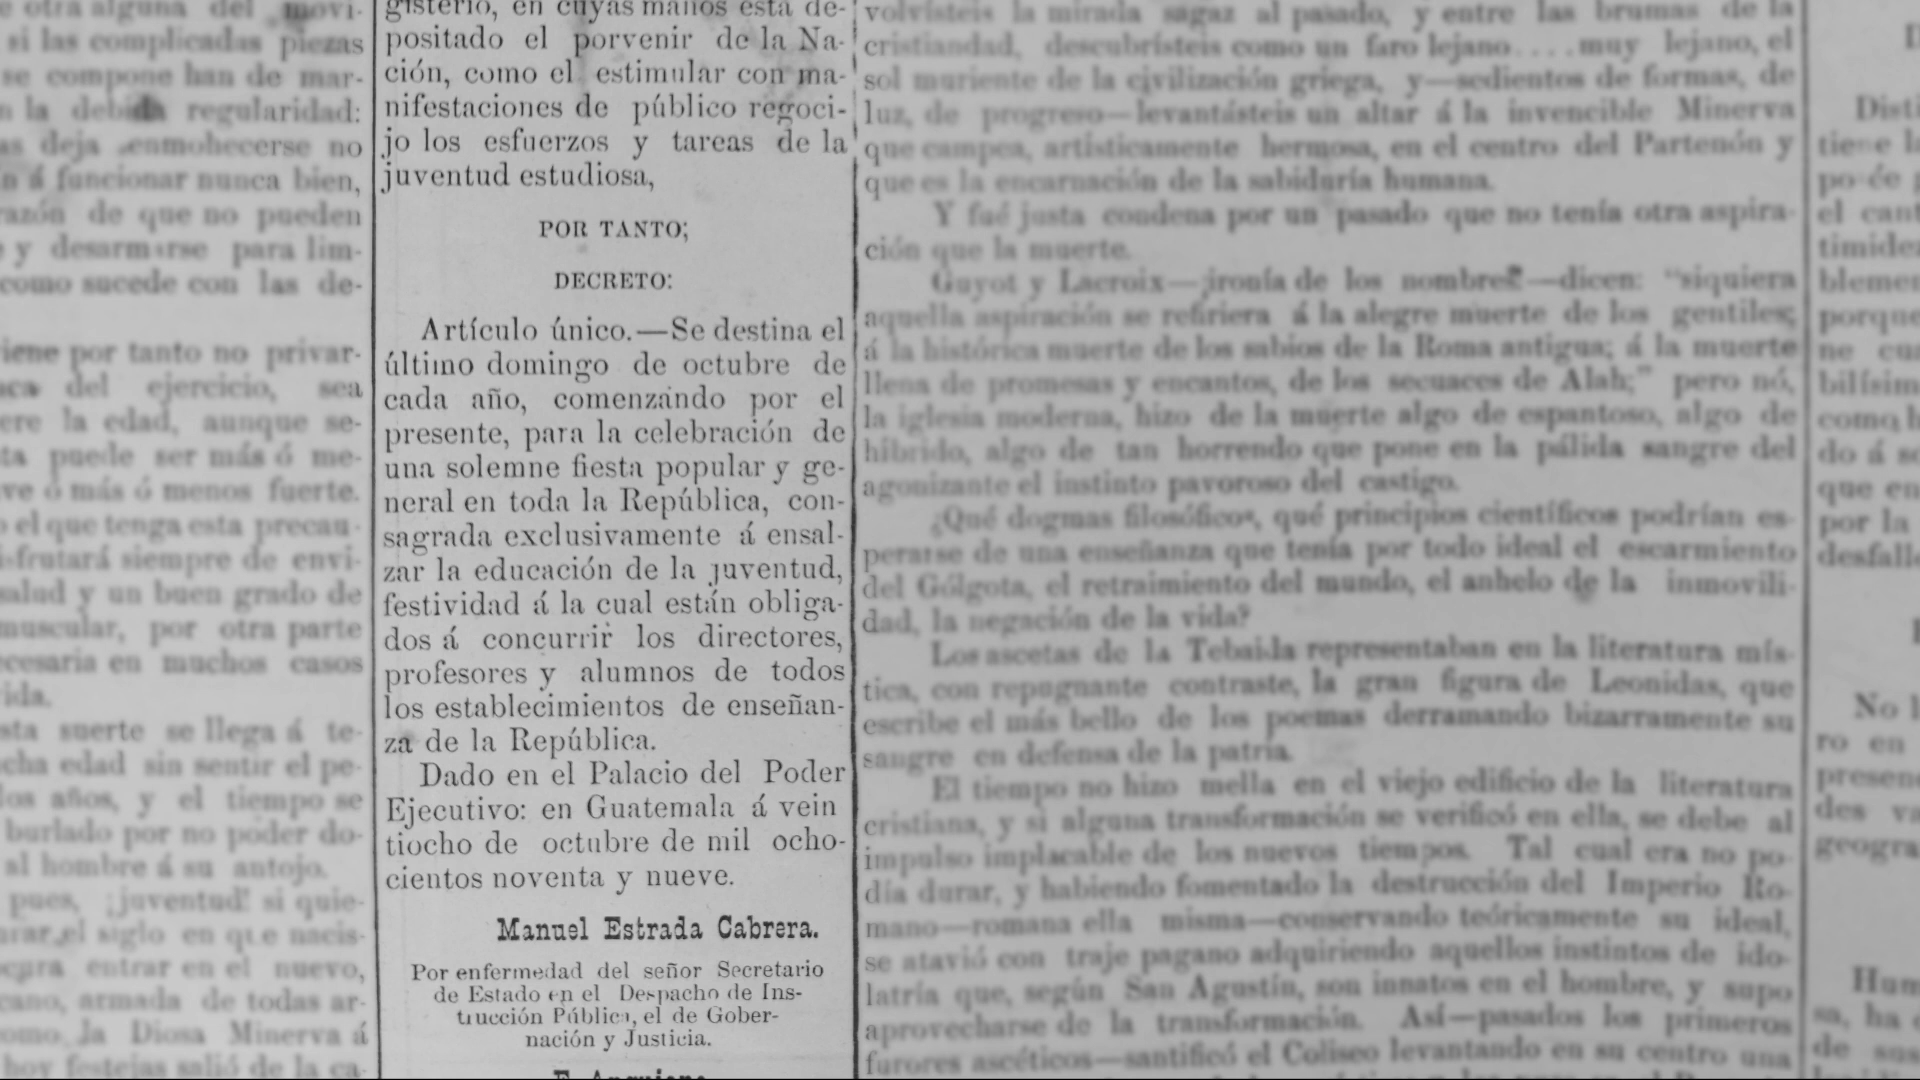 otra alguna del movi-
si las complicadas piezas
se compone han de mar-
la debida regularidad:
deja enmohecerse no
á funcionar nunca bien,
razón de que no pueden
y desarmarse para lim-
como sucede con las de-
por tanto no privar-
del ejercicio, sea
la edad, aunque se-
puede ser más ó me-
ó más ó menos fuerte.
el que tenga esta precau-
siempre de envi-
salud y un buen grado de
muscular, por otra parte
en muchos casos
suerte se llega á te-
edad sin sentir el pe-
años, y el tiempo se
burlado por no poder do-
al hombre á su antojo.
pues, ¡juventud! si quie-
el siglo en que nacis-
entrar en el nuevo,
armada de todas ar-
la Diosa Minerva á
hoy festejas salió de la ca-
gisterio, en cuyas manos está de-
positado el porvenir de la Na-
ción, como el estimular con ma-
nifestaciones de público regoci-
jo los esfuerzos y tareas de la
juventud estudiosa,
POR TANTO;
DECRETO:
Artículo único.—Se destina el
último domingo de octubre de
cada año, comenzando por el
presente, para la celebración de
una solemne fiesta popular y ge-
neral en toda la República, con-
sagrada exclusivamente á ensal-
zar la educación de la juventud,
festividad á la cual están obliga-
dos á concurrir los directores,
profesores y alumnos de todos
los establecimientos de enseñan-
za de la República.
Dado en el Palacio del Poder
Ejecutivo: en Guatemala á vein
tiocho de octubre de mil ocho-
cientos noventa y nueve.
Manuel Estrada Cabrera.
Por enfermedad del señor Secretario
de Estado en el Despacho de Ins-
trucción Pública, el de Gober-
nación y Justicia.
volvísteis la mirada sagaz al pasado, y entre las brumas de la
cristiandad, descubrísteis como un faro lejano....muy lejano, el
sol muriente de la civilización griega, y—sedientos de formas, de
luz, de progreso—levantásteis un altar á la invencible Minerva
que campea, artísticamente hermosa, en el centro del Partenón y
que es la encarnación de la sabiduría humana.
Y fué justa condena por un pasado que no tenía otra aspira-
ción que la muerte.
Guyot y Lacroix—ironía de los nombres—dicen: "siquiera
aquella aspiración se refiriera á la alegre muerte de los gentiles;
á la histórica muerte de los sabios de la Roma antigua; á la muerte
llena de promesas y encantos, de los secuaces de Alah;" pero nó,
la iglesia moderna, hizo de la muerte algo de espantoso, algo de
híbrido, algo de tan horrendo que pone en la pálida sangre del
agonizante el instinto pavoroso del castigo.
¿Qué dogmas filosóficos, qué principios científicos podrían es-
perarse de una enseñanza que tenía por todo ideal el escarmiento
del Gólgota, el retraimiento del mundo, el anhelo de la inmovili-
dad, la negación de la vida?
Los ascetas de la Tebaida representaban en la literatura mís-
tica, con repugnante contraste, la gran figura de Leonidas, que
escribe el más bello de los poemas derramando bizarramente su
sangre en defensa de la patria.
El tiempo no hizo mella en el viejo edificio de la literatura
cristiana, y si alguna transformación se verificó en ella, se debe al
impulso implacable de los nuevos tiempos. Tal cual era no po-
día durar, y habiendo fomentado la destrucción del Imperio Ro-
mano—romana ella misma—conservando teóricamente su ideal,
se atavió con traje pagano adquiriendo aquellos instintos de ido-
latría que, según San Agustín, son innatos en el hombre, y supo
aprovecharse de la transformación. Así—pasados los primeros
furores ascéticos—santificó el Coliseo levantando en su centro una
tiene
el
porque
como
do á
que en
por la
No
ro en
des
de